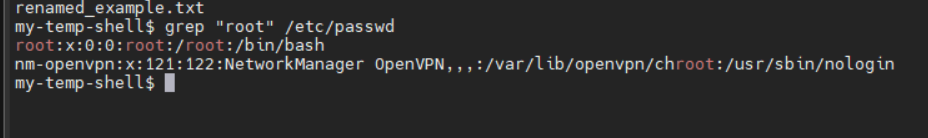 renamed_example.txt
my-temp-shell$ grep "root" /etc/passwd
root:x:0:0:root:/root:/bin/bash
nm-openvpn:x:121:122:NetworkManager OpenVPN,,,:/var/lib/openvpn/chroot:/usr/sbin/nologin
my-temp-shell$